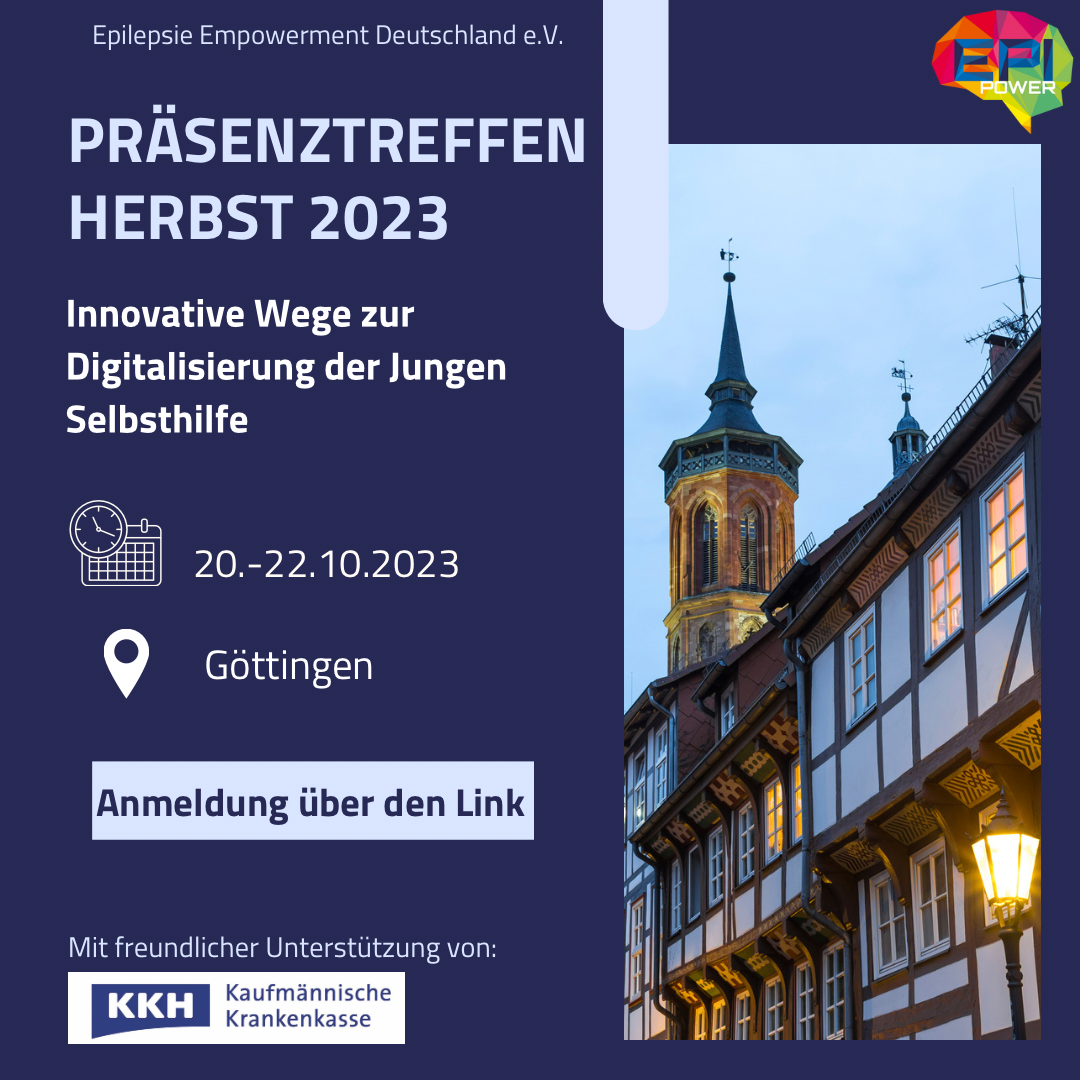 Epilepsie Empowerment Deutschland e.V.
EPI
POWER
PRÄSENZTREFFEN
HERBST 2023
Innovative Wege zur
Digitalisierung der Jungen
Selbsthilfe
20.-22.10.2023
Göttingen
Anmeldung über den Link
Mit freundlicher Unterstützung von:
KKH
Kaufmännische
Krankenkasse